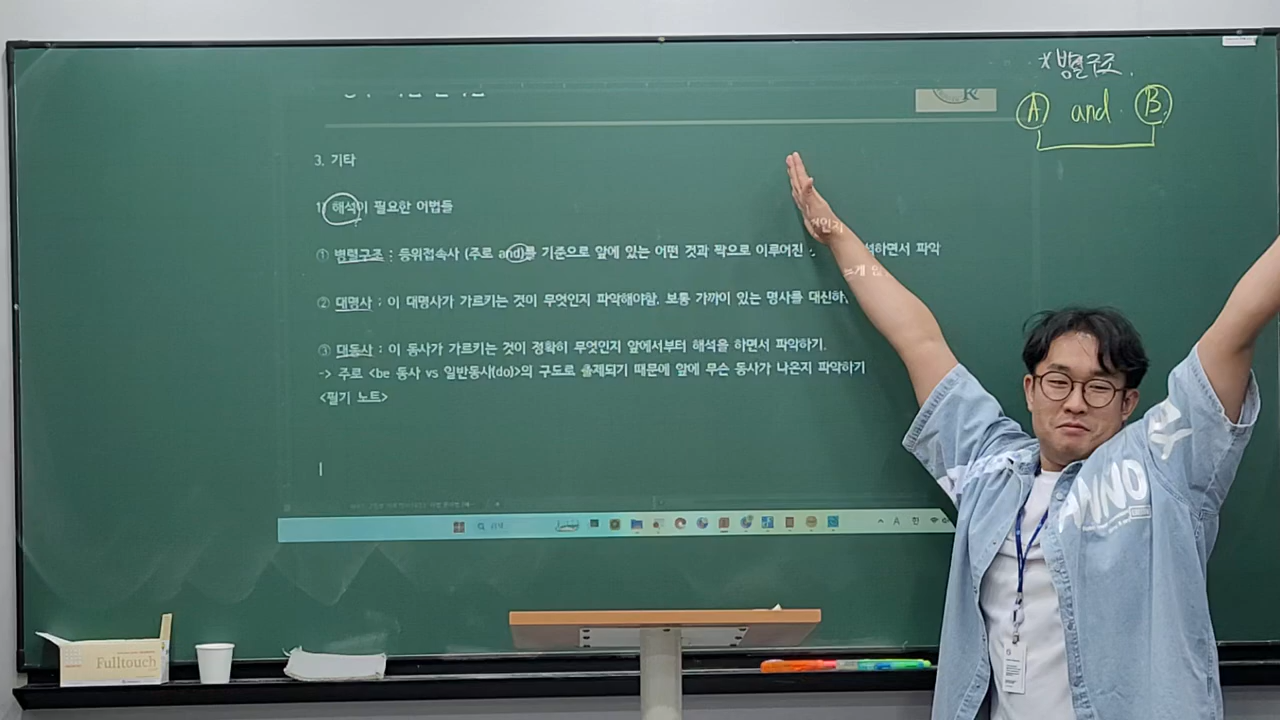 *병렬구조.
A and B
3. 기타
1) 해석이 필요한 어법들
① 병렬구조 : 등위접속사 (주로 and)를 기준으로 앞에 있는 어떤 것과 짝으로 이루어진 해석하면서 파악
② 대명사 : 이 대명사가 가르키는 것이 무엇인지 파악해야함. 보통 가까이 있는 명사를 대신하
③ 대동사 : 이 동사가 가르키는 것이 정확히 무엇인지 앞에서부터 해석을 하면서 파악하기.
-> 주로 <be 동사 vs 일반동사(do)>의 구도로 출제되기 때문에 앞에 무슨 동사가 나온지 파악하기
<필기 노트>
Fulltouch
ANNO